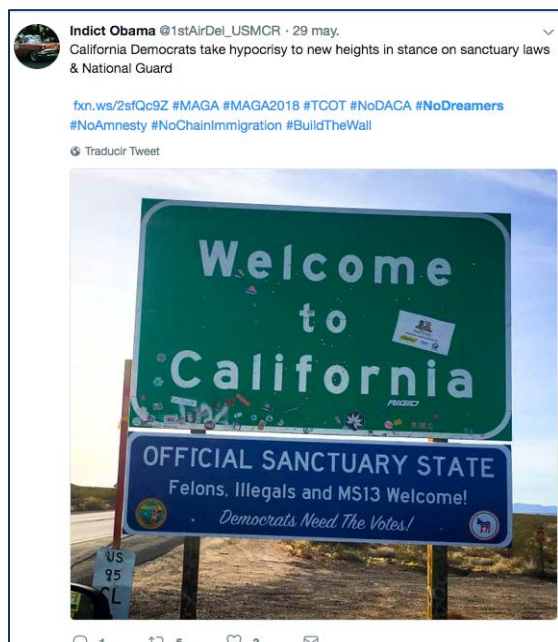 Indict Obama @1stAirDel_USMCR · 29 may.
California Democrats take hypocrisy to new heights in stance on sanctuary laws
& National Guard
fxn.ws/2sfQc9Z #MAGA #MAGA2018 #TCOT #NoDACA #NoDreamers
#NoAmnesty #NoChainImmigration #BuildTheWall
Traducir Tweet
Welcome
to
California
RIGID
OFFICIAL SANCTUARY STATE
Felons, Illegals and MS13 Welcome!
Democrats Need The Votes!
US
95
CL
1 5 3